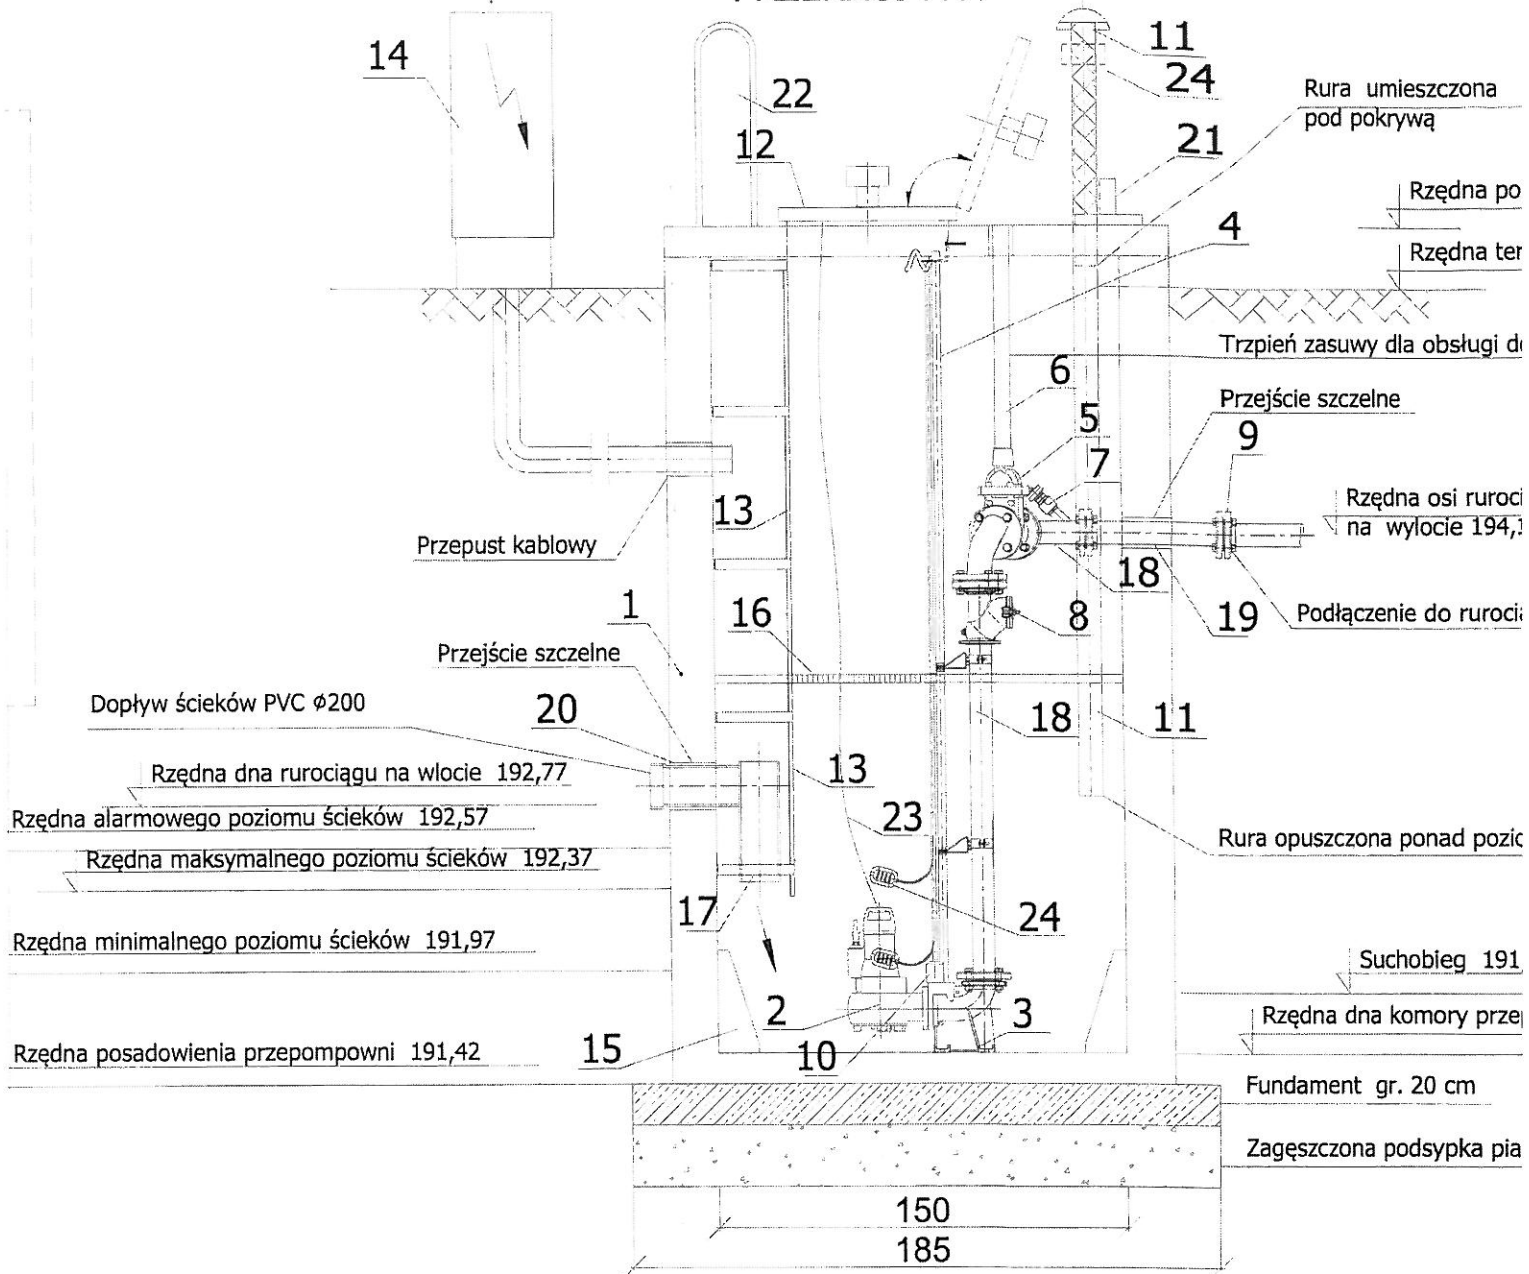 14
22
11
24
Rura umieszczona
pod pokrywą
12
21
Rzędna po
4
Rzędna ter
Trzpień zasuwy dla obsługi d
6
Przejście szczelne
5
9
7
13
Rzędna osi ruroci
na wylocie 194,1
Przepust kablowy
18
1
16
8
19
Podłączenie do ruroci
Przejście szczelne
Dopływ ścieków PVC ϕ200
20
18
11
Rzędna dna rurociągu na wlocie 192,77
13
Rzędna alarmowego poziomu ścieków 192,57
23
Rura opuszczona ponad pozio
Rzędna maksymalnego poziomu ścieków 192,37
17
24
Rzędna minimalnego poziomu ścieków 191,97
Suchobieg 191,
2
3
Rzędna dna komory przep
Rzędna posadowienia przepompowni 191,42
15
10
Fundament gr. 20 cm
Zagęszczona podsypka pia
150
185